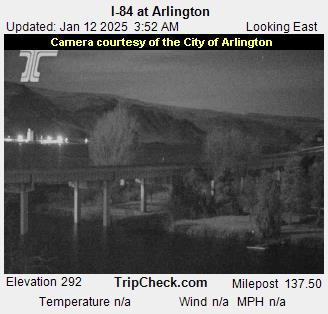 I-84 at Arlington
Updated: Jan 12 2025 3:52 AM Looking East
Camera courtesy of the City of Arlington
Elevation 292 TripCheck.com Milepost 137.50
Temperature n/a Wind n/a MPH n/a